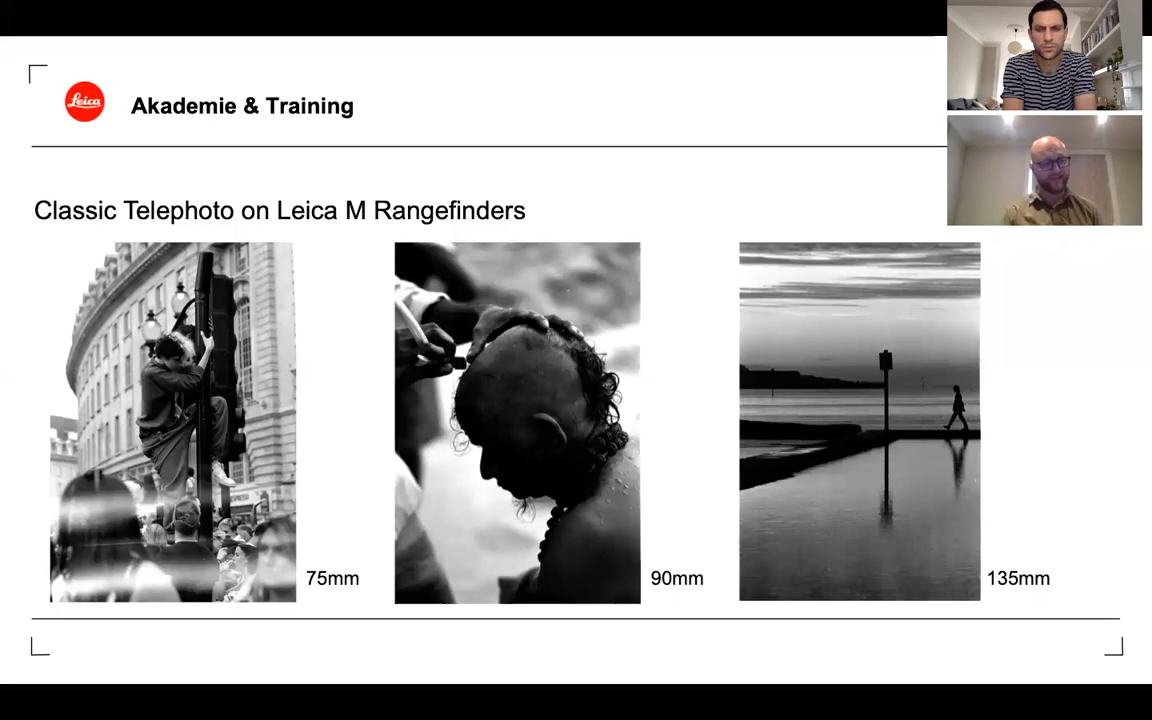 Leica
Akademie & Training
Classic Telephoto on Leica M Rangefinders
75mm
90mm
135mm